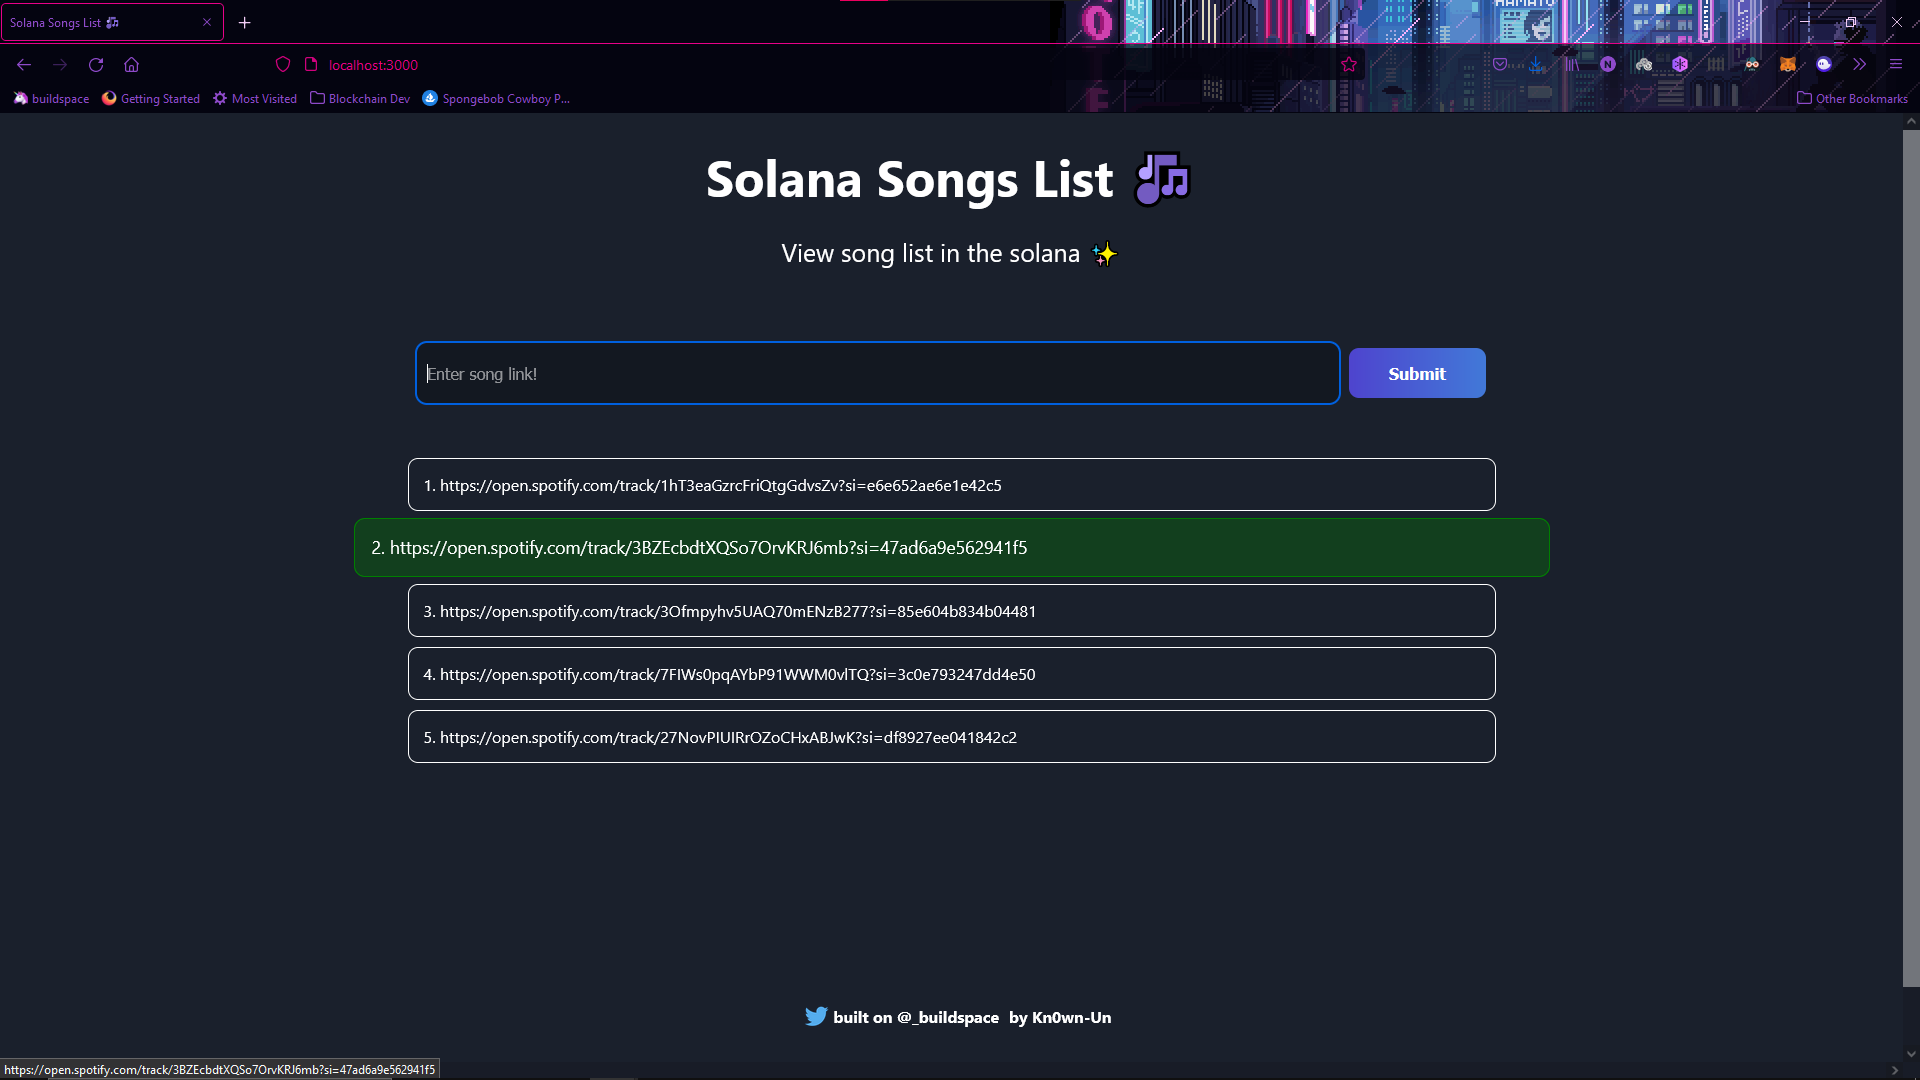 Solana Songs List
localhost:3000
buildspace
Getting Started
Most Visited
Blockchain Dev
Spongebob Cowboy P...
Other Bookmarks
Solana Songs List
View song list in the solana
Enter song link!
Submit
1. https://open.spotify.com/track/1hT3eaGzrcFriQtgGdvsZv?si=e6e652ae6e1e42c5
2. https://open.spotify.com/track/3BZEcbdtXQSo7OrvKRJ6mb?si=47ad6a9e562941f5
3. https://open.spotify.com/track/3Ofmpyhv5UAQ70mENzB277?si=85e604b834b04481
4. https://open.spotify.com/track/7FIWs0pqAYbP91WWM0vlTQ?si=3c0e793247dd4e50
5. https://open.spotify.com/track/27NovPIUIRrOZoCHxABJwK?si=df8927ee041842c2
built on @_buildspace by Kn0wn-Un
https://open.spotify.com/track/3BZEcbdtXQSo7OrvKRJ6mb?si=47ad6a9e562941f5